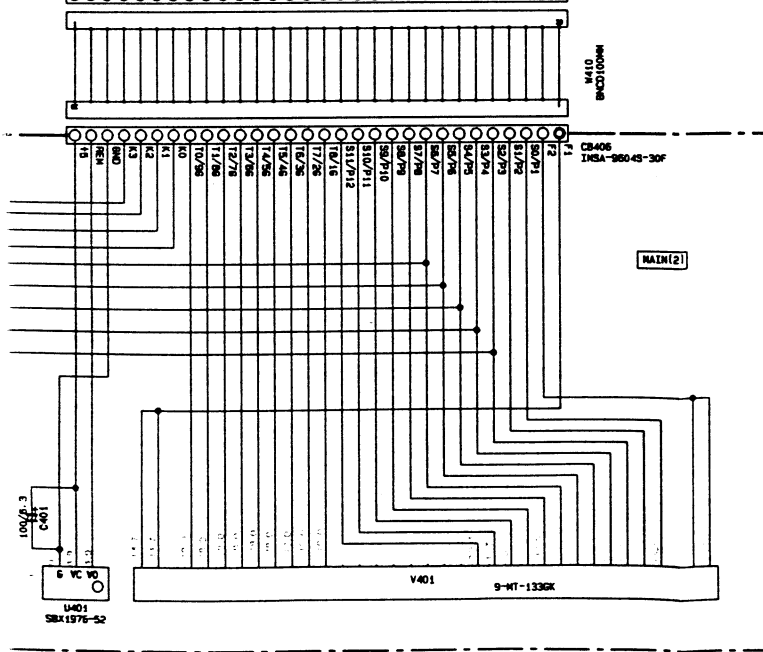 W410
BNCD100MM
CB406
INSA-9604S-30F
+5
REM
GND
K3
K2
K1
K0
T0/9G
T1/8G
T2/7G
T3/6G
T4/5G
T5/4G
T6/3G
T7/2G
T8/1G
S11/P12
S10/P11
S9/P10
S8/P9
S7/P8
S6/P7
S5/P6
S4/P5
S3/P4
S2/P3
S1/P2
S0/P1
F2
F1
MAIN(2)
100/6.3
C401
G VC VO
U401
SBX1976-52
V401
9-MT-133GK